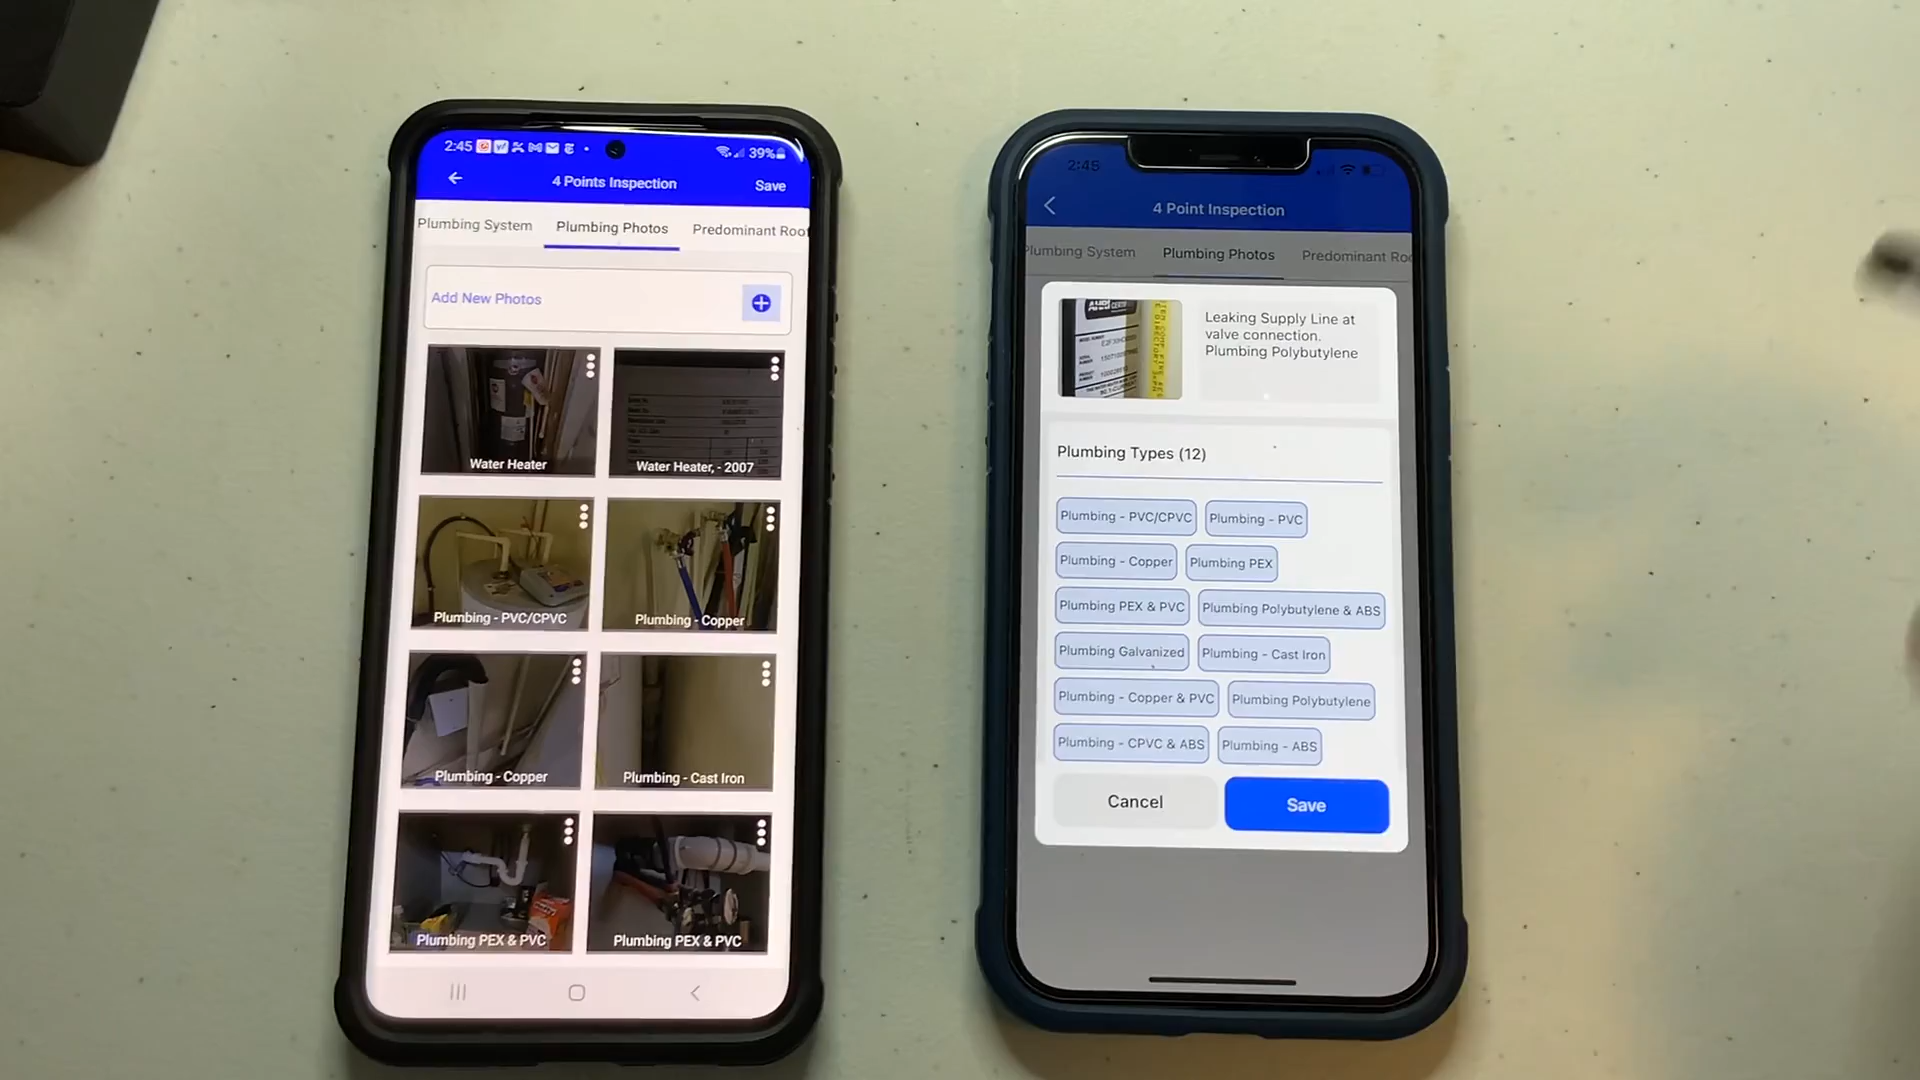 2:45
39%
4 Points Inspection
Save
Plumbing System
Plumbing Photos
Predominant Roof
Add New Photos
Water Heater
Water Heater, - 2007
Plumbing - PVC/CPVC
Plumbing - Copper
Plumbing - Copper
Plumbing - Cast Iron
Plumbing PEX & PVC
Plumbing PEX & PVC
2:45
4 Point Inspection
Plumbing System
Plumbing Photos
Predominant Roo
Leaking Supply Line at
valve connection.
Plumbing Polybutylene
Plumbing Types (12)
Plumbing - PVC/CPVC
Plumbing - PVC
Plumbing - Copper
Plumbing PEX
Plumbing PEX & PVC
Plumbing Polybutylene & ABS
Plumbing Galvanized
Plumbing - Cast Iron
Plumbing - Copper & PVC
Plumbing Polybutylene
Plumbing - CPVC & ABS
Plumbing - ABS
Cancel
Save